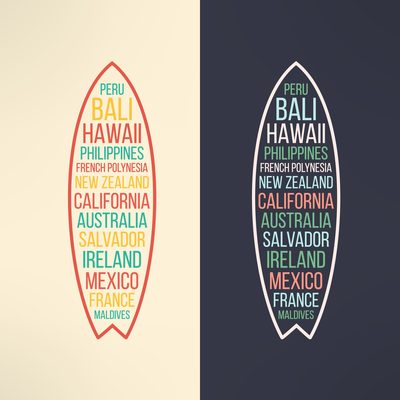 PERU
BALI
HAWAII
PHILIPPINES
FRENCH POLYNESIA
NEW ZEALAND
CALIFORNIA
AUSTRALIA
SALVADOR
IRELAND
MEXICO
FRANCE
MALDIVES
PERU
BALI
HAWAII
PHILIPPINES
FRENCH POLYNESIA
NEW ZEALAND
CALIFORNIA
AUSTRALIA
SALVADOR
IRELAND
MEXICO
FRANCE
MALDIVES